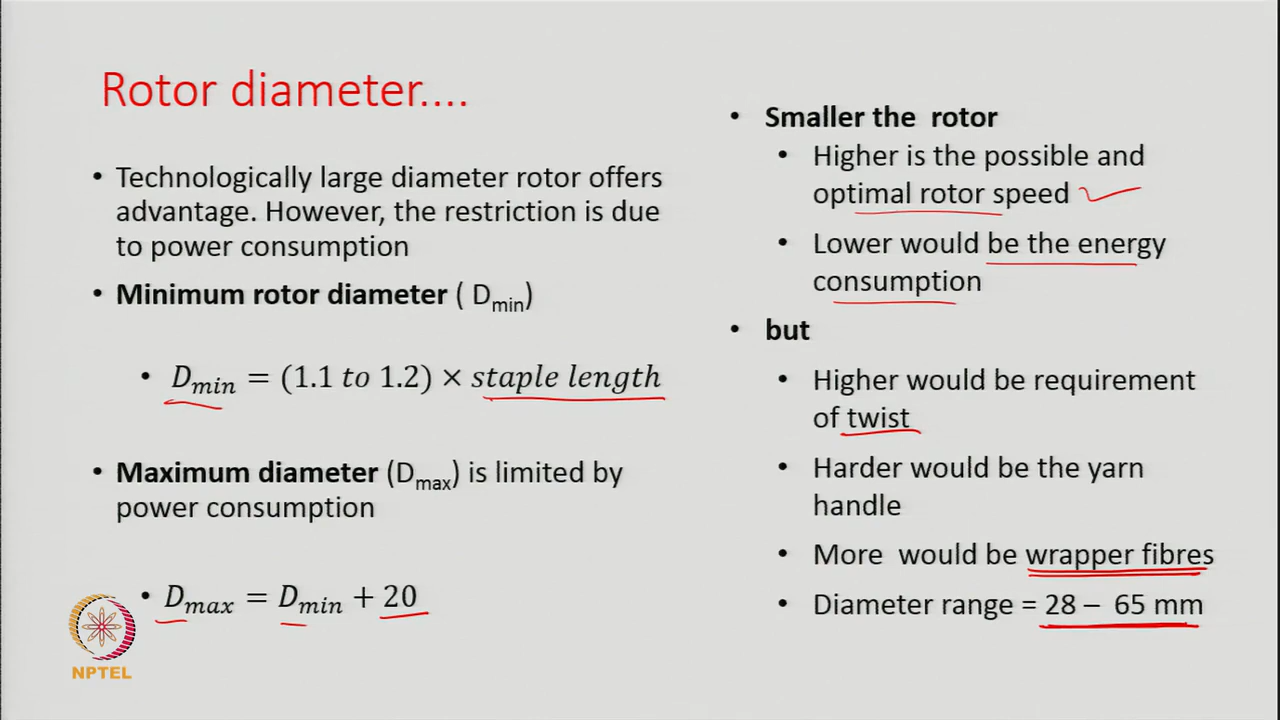 Rotor diameter....
• Technologically large diameter rotor offers
advantage. However, the restriction is due
to power consumption
• Minimum rotor diameter ( Dmin)
• Dmin = (1.1 to 1.2) × staple length
• Maximum diameter (Dmax) is limited by
power consumption
• Dmax = Dmin + 20
NPTEL
• Smaller the rotor
• Higher is the possible and
optimal rotor speed
• Lower would be the energy
consumption
• but
• Higher would be requirement
of twist
• Harder would be the yarn
handle
• More would be wrapper fibres
• Diameter range = 28 – 65 mm